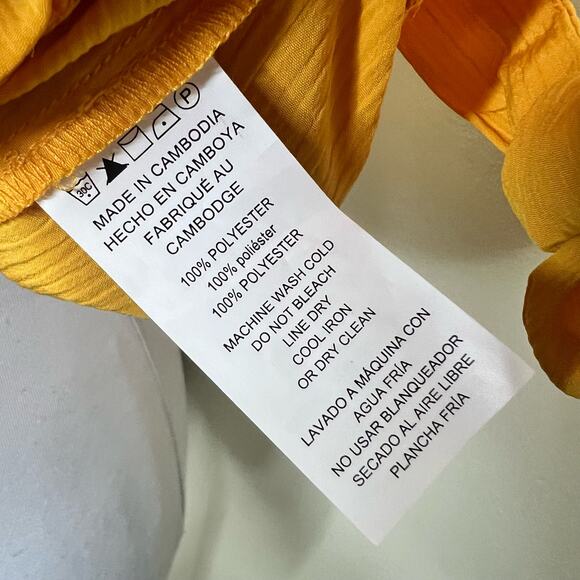 30C P
MADE IN CAMBODIA
HECHO EN CAMBOYA
FABRIQUÉ AU
CAMBODGE
100% POLYESTER
100% poliéster
100% POLYESTER
MACHINE WASH COLD
DO NOT BLEACH
LINE DRY
COOL IRON
OR DRY CLEAN
LAVADO A MÁQUINA CON
AGUA FRÍA
NO USAR BLANQUEADOR
SECADO AL AIRE LIBRE
PLANCHA FRÍA